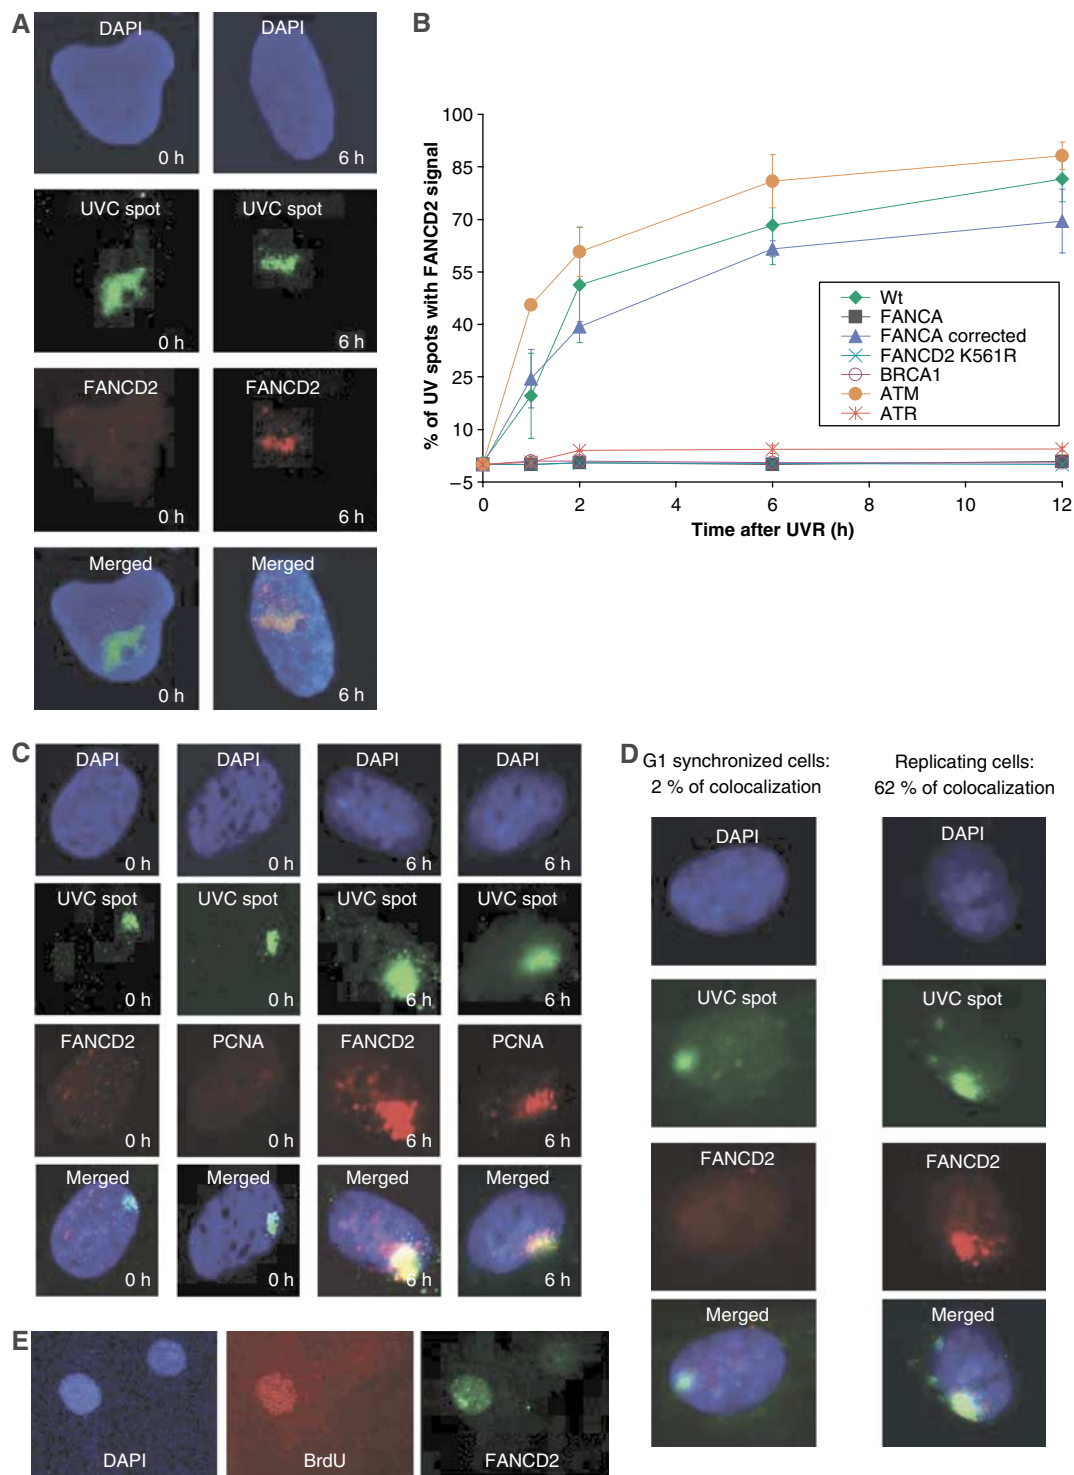 A
DAPI
0 h
DAPI
6 h
UVC spot
0 h
UVC spot
6 h
FANCD2
0 h
FANCD2
6 h
Merged
0 h
Merged
6 h
B
% of UV spots with FANCD2 signal
100
85
70
55
40
25
10
−5
0
2
4
6
8
10
12
Time after UVR (h)
Wt
FANCA
FANCA corrected
FANCD2 K561R
BRCA1
ATM
ATR
C
DAPI
0 h
DAPI
0 h
DAPI
6 h
DAPI
6 h
UVC spot
0 h
UVC spot
0 h
UVC spot
6 h
UVC spot
6 h
FANCD2
0 h
PCNA
0 h
FANCD2
6 h
PCNA
6 h
Merged
0 h
Merged
0 h
Merged
6 h
Merged
6 h
D
G1 synchronized cells:
2 % of colocalization
Replicating cells:
62 % of colocalization
DAPI
DAPI
UVC spot
UVC spot
FANCD2
FANCD2
Merged
Merged
E
DAPI
BrdU
FANCD2